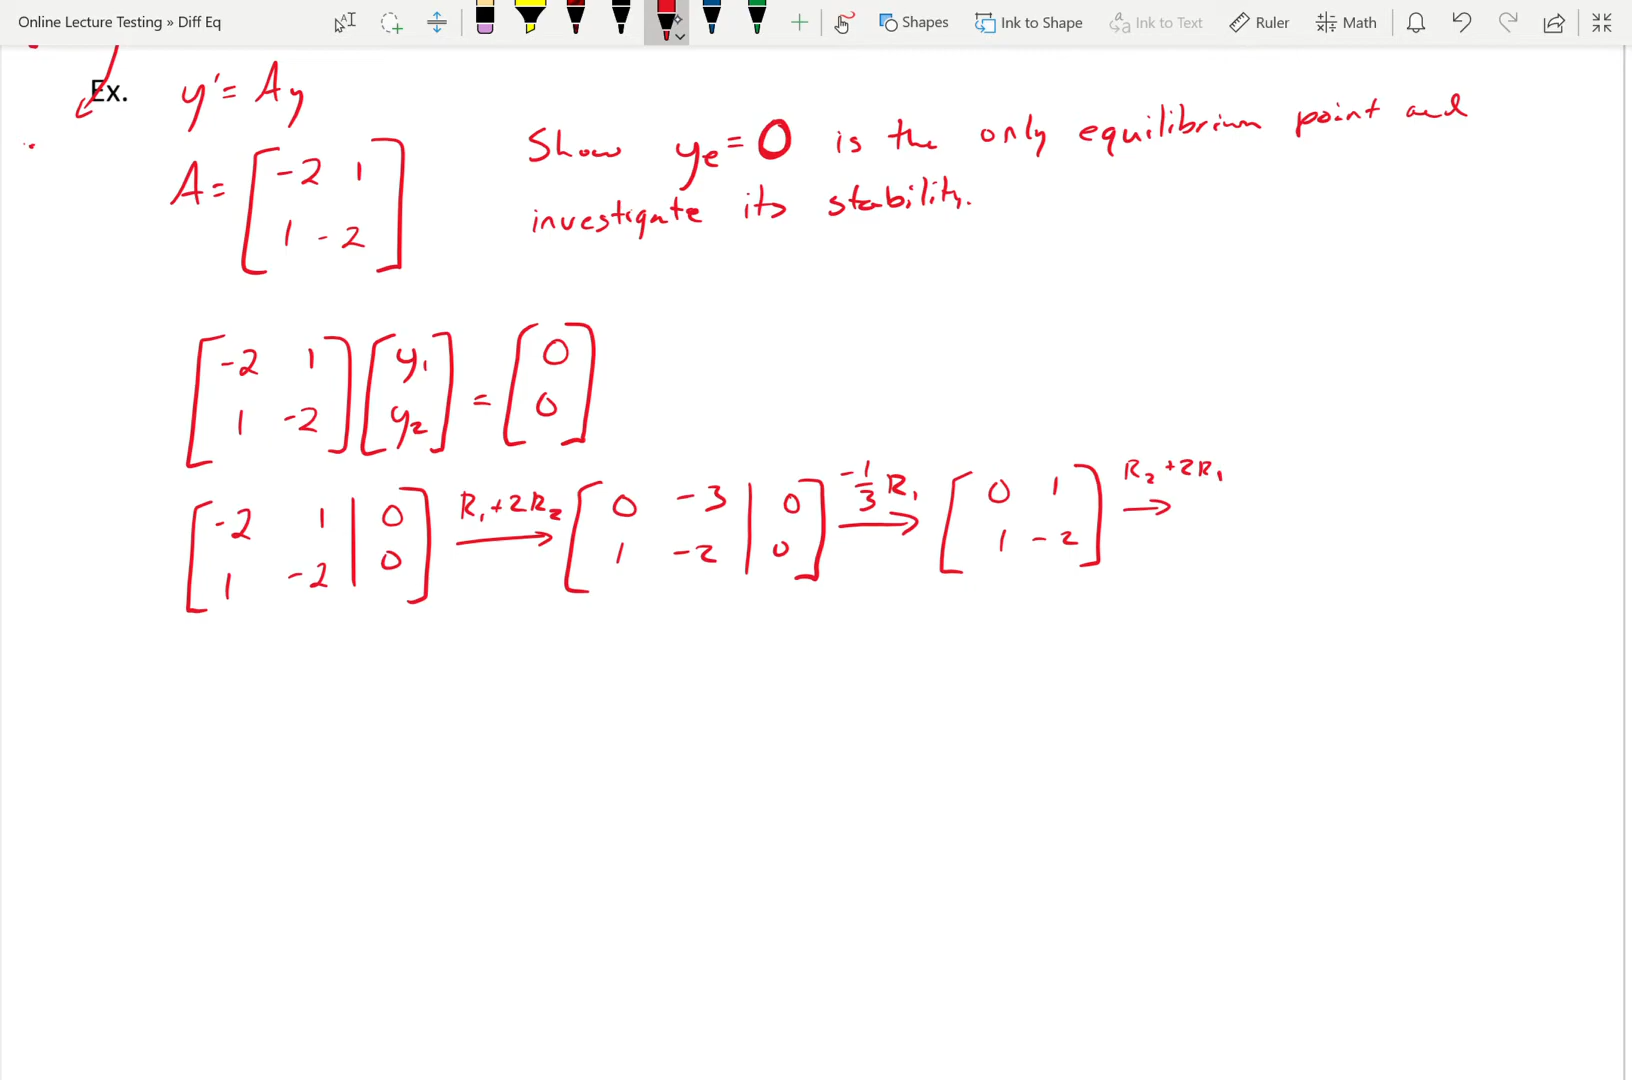 Online Lecture Testing » Diff Eq
Shapes
Ink to Shape
Ink to Text
Ruler
Math
Ex. y' = Ay
A = [ -2 1
1 -2 ]
Show ye = 0 is the only equilibrium point and
investigate its stability.
[ -2 1 ] [ y1 ] = [ 0 ]
[ 1 -2 ] [ y2 ] [ 0 ]
[ -2 1 | 0 ] R1 + 2R2 → [ 0 -3 | 0 ] -1/3 R1 → [ 0 1 ] R2 + 2R1 →
[ 1 -2 | 0 ] [ 1 -2 | 0 ] [ 1 -2 ]